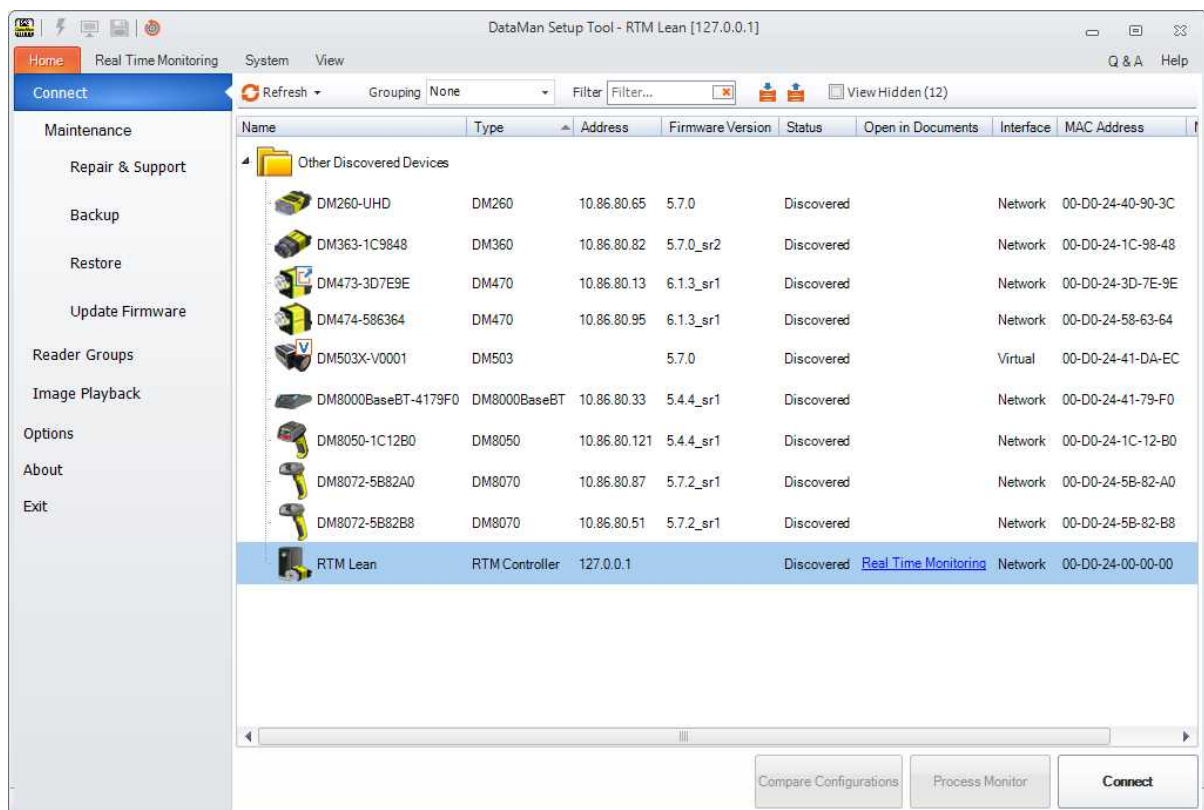 DataMan Setup Tool - RTM Lean [127.0.0.1]
Home Real Time Monitoring System View Q & A Help
Connect
Maintenance
Repair & Support
Backup
Restore
Update Firmware
Reader Groups
Image Playback
Options
About
Exit
Refresh Grouping None Filter Filter... View Hidden (12)
Name Type Address Firmware Version Status Open in Documents Interface MAC Address
Other Discovered Devices
DM260-UHD DM260 10.86.80.65 5.7.0 Discovered Network 00-D0-24-40-90-3C
DM363-1C9848 DM360 10.86.80.82 5.7.0_sr2 Discovered Network 00-D0-24-1C-98-48
DM473-3D7E9E DM470 10.86.80.13 6.1.3_sr1 Discovered Network 00-D0-24-3D-7E-9E
DM474-586364 DM470 10.86.80.95 6.1.3_sr1 Discovered Network 00-D0-24-58-63-64
V DM503X-V0001 DM503 5.7.0 Discovered Virtual 00-D0-24-41-DA-EC
DM8000BaseBT-4179F0 DM8000BaseBT 10.86.80.33 5.4.4_sr1 Discovered Network 00-D0-24-41-79-F0
DM8050-1C12B0 DM8050 10.86.80.121 5.4.4_sr1 Discovered Network 00-D0-24-1C-12-B0
DM8072-5B82A0 DM8070 10.86.80.87 5.7.2_sr1 Discovered Network 00-D0-24-5B-82-A0
DM8072-5B82B8 DM8070 10.86.80.51 5.7.2_sr1 Discovered Network 00-D0-24-5B-82-B8
RTM Lean RTM Controller 127.0.0.1 Discovered Real Time Monitoring Network 00-D0-24-00-00-00
Compare Configurations Process Monitor Connect